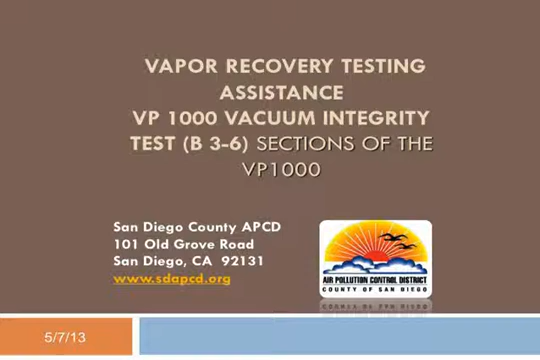 VAPOR RECOVERY TESTING
ASSISTANCE
VP 1000 VACUUM INTEGRITY
TEST (B 3-6) SECTIONS OF THE
VP1000
San Diego County APCD
101 Old Grove Road
San Diego, CA 92131
www.sdapcd.org
AIR POLLUTION CONTROL DISTRICT
COUNTY OF SAN DIEGO
5/7/13